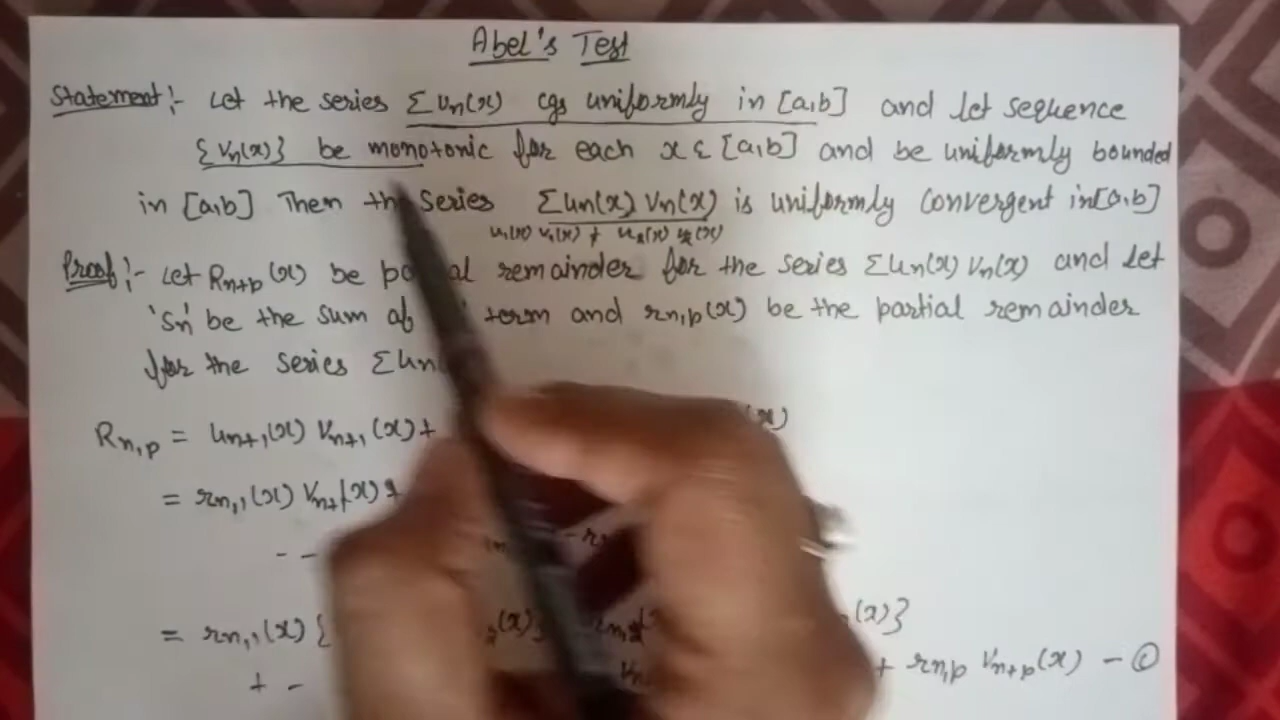 Abel's Test
Statement:- Let the series Σun(x) cgs uniformly in [a,b] and let sequence
{Vn(x)} be monotonic for each x ε [a,b] and be uniformly bounded
in [a,b] Then the series Σun(x) Vn(x) is uniformly convergent in [a,b]
u₁(x) v₁(x) + u₂(x) v₂(x)
Proof:- Let Rn+p (x) be remainder for the series Σun(x) Vn(x) and let
'Sn' be the sum of term and rn,p(x) be the partial remainder
for the series Σun
Rn,p = un+1(x) Vn+1(x)+ (x)
= rn,1(x) Vn+1(x)
- -
= rn,1(x) { (x)}
+ - + rn,p Vn+p(x) - ①